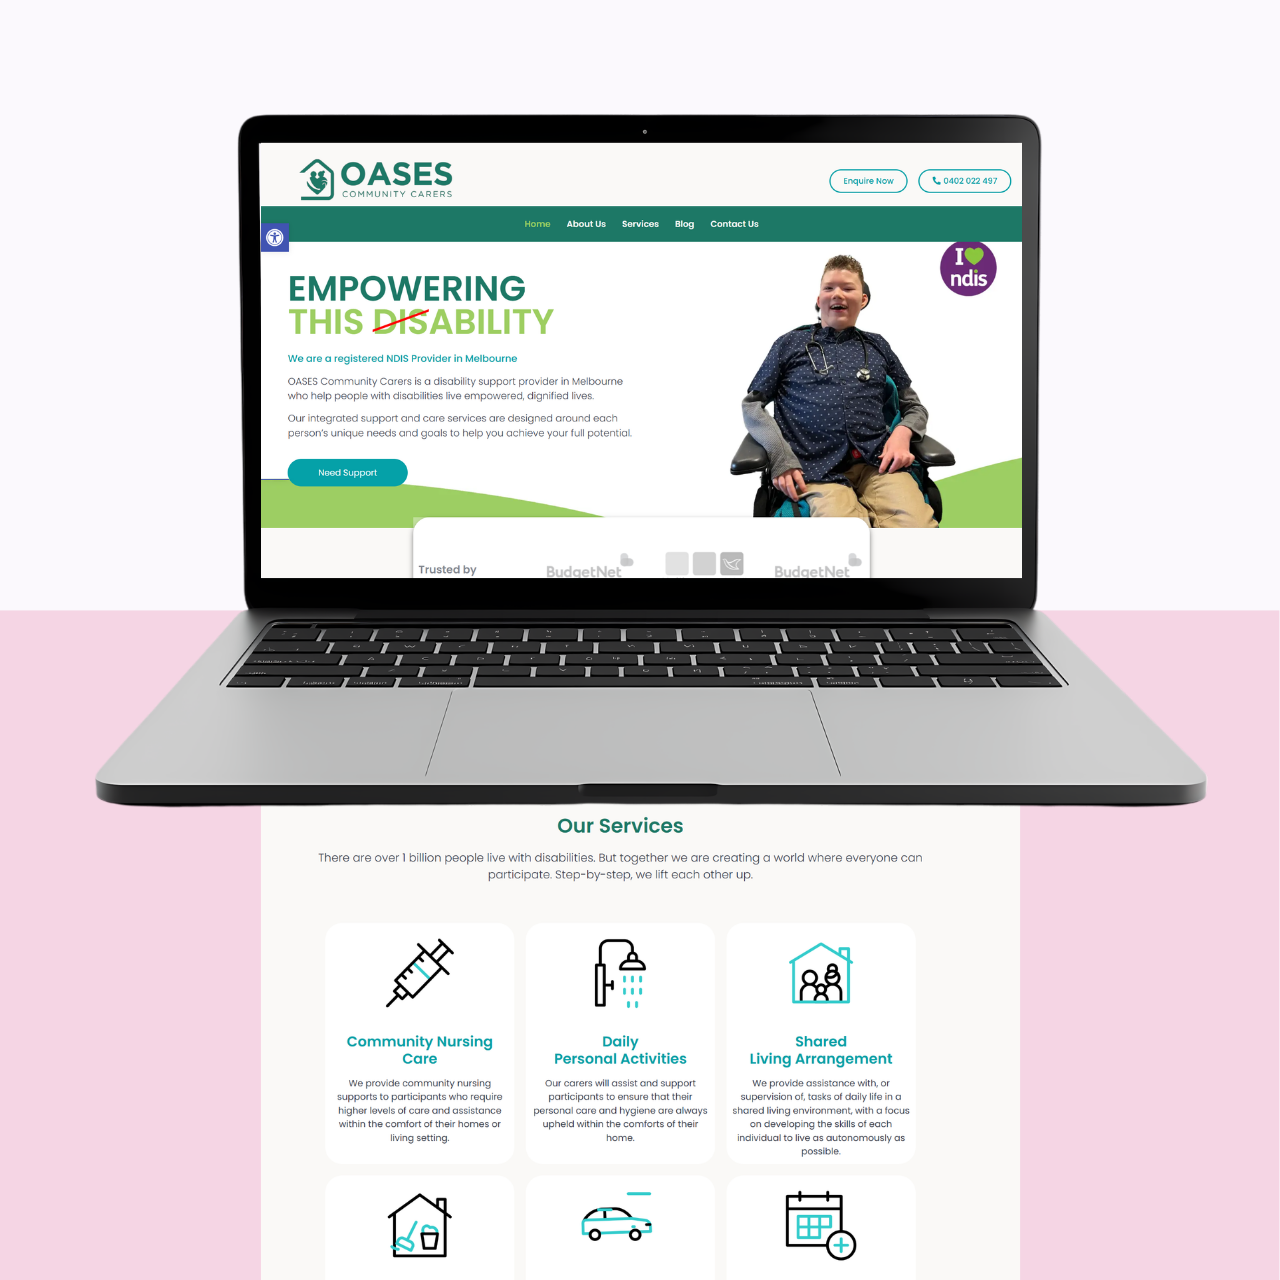 OASES
COMMUNITY CARERS
Enquire Now
0402 022 497
Home
About Us
Services
Blog
Contact Us
I
ndis
EMPOWERING
THIS DISABILITY
We are a registered NDIS Provider in Melbourne
OASES Community Carers is a disability support provider in Melbourne
who help people with disabilities live empowered, dignified lives.
Our integrated support and care services are designed around each
person's unique needs and goals to help you achieve your full potential.
Need Support
Trusted by
BudgetNet
BudgetNet
Our Services
There are over 1 billion people live with disabilities. But together we are creating a world where everyone can
participate. Step-by-step, we lift each other up.
Community Nursing
Care
We provide community nursing
supports to participants who require
higher levels of care and assistance
within the comfort of their homes or
living setting.
Daily
Personal Activities
Our carers will assist and support
participants to ensure that their
personal care and hygiene are always
upheld within the comforts of their
home.
Shared
Living Arrangement
We provide assistance with, or
supervision of, tasks of daily life in a
shared living environment, with a focus
on developing the skills of each
individual to live as autonomously as
possible.